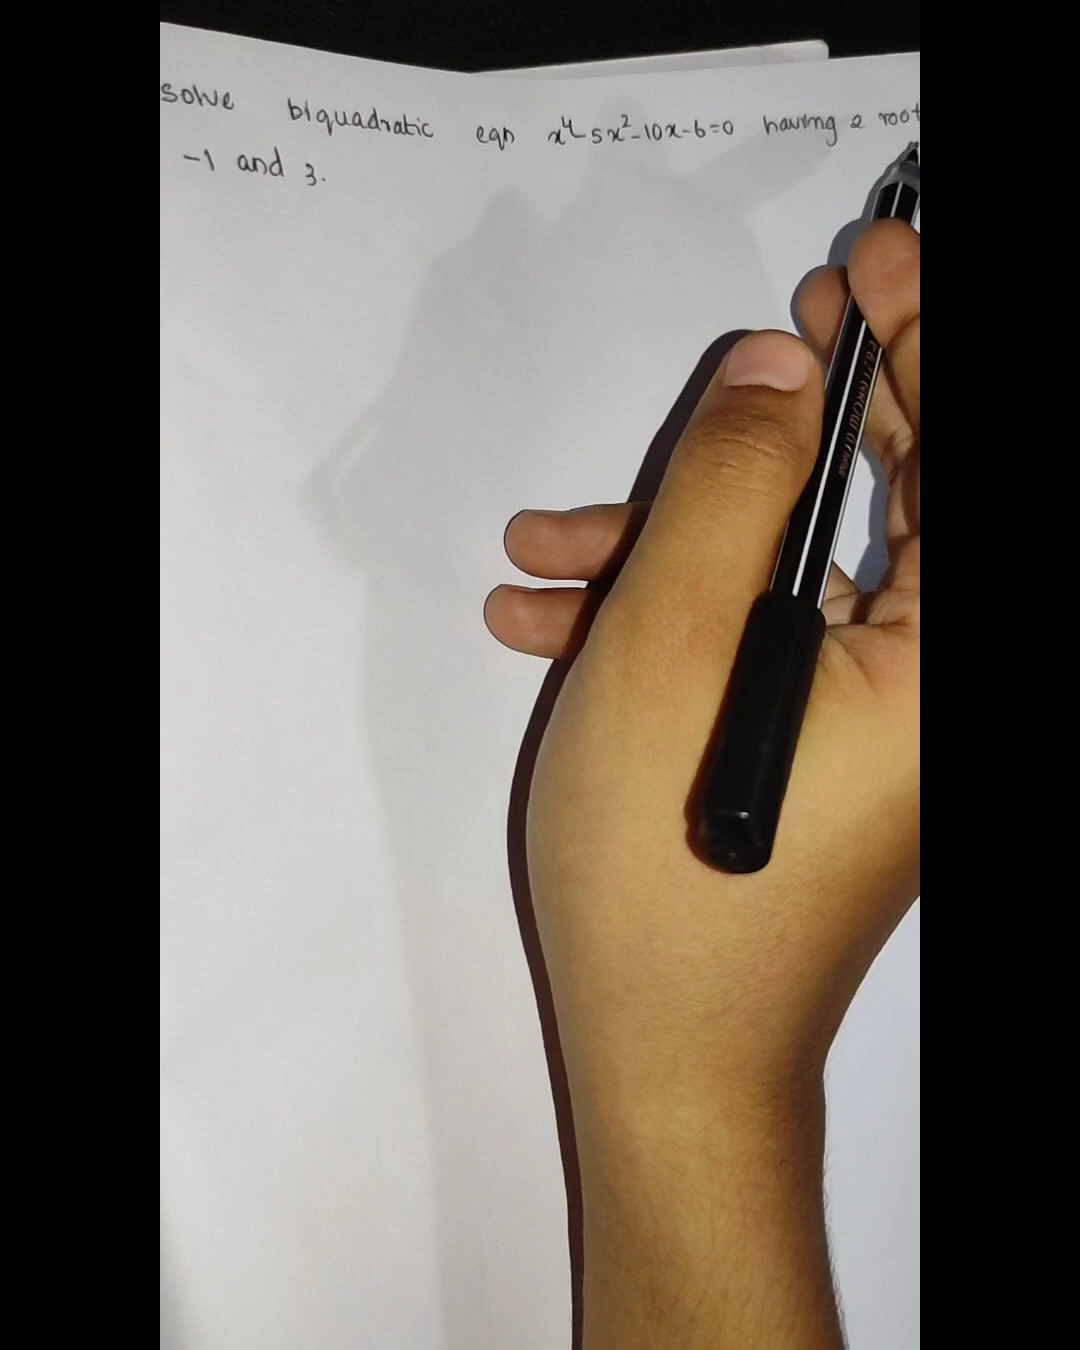 solve biquadratic eqn x⁴-5x²-10x-6=0 having 2 root
-1 and 3.